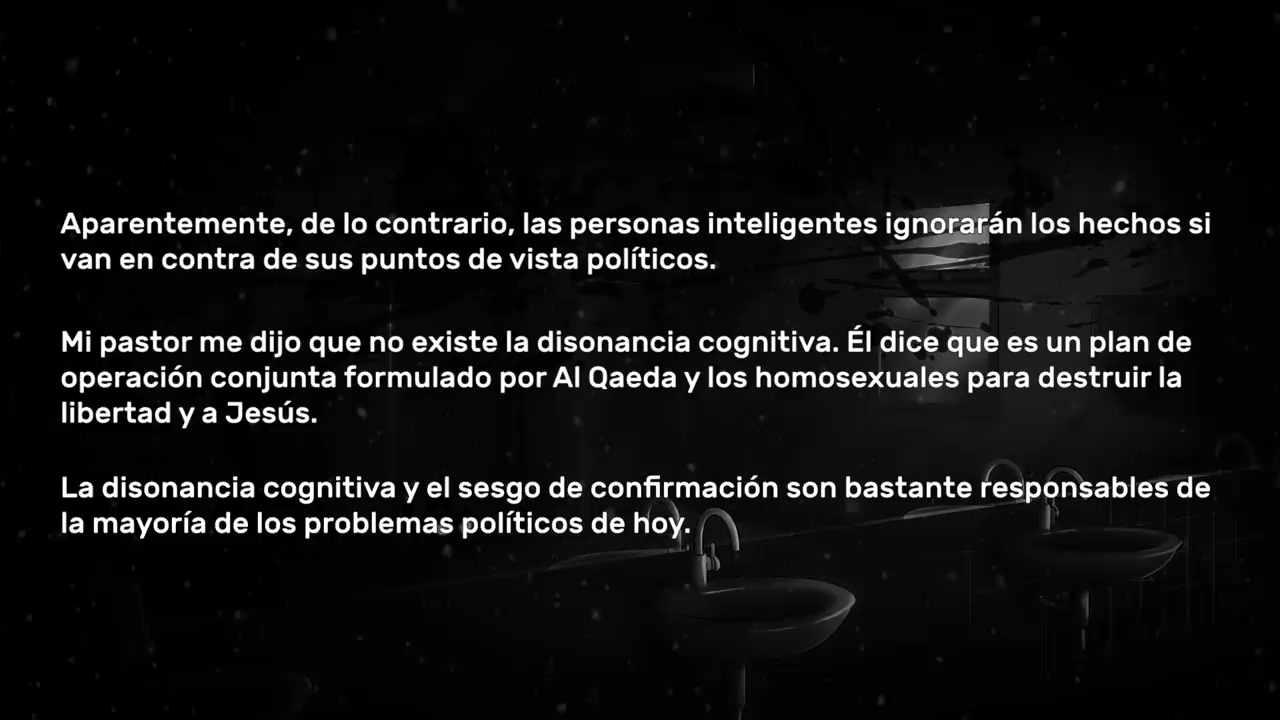 Aparentemente, de lo contrario, las personas inteligentes ignorarán los hechos si
van en contra de sus puntos de vista políticos.
Mi pastor me dijo que no existe la disonancia cognitiva. Él dice que es un plan de
operación conjunta formulado por Al Qaeda y los homosexuales para destruir la
libertad y a Jesús.
La disonancia cognitiva y el sesgo de confirmación son bastante responsables de
la mayoría de los problemas políticos de hoy.